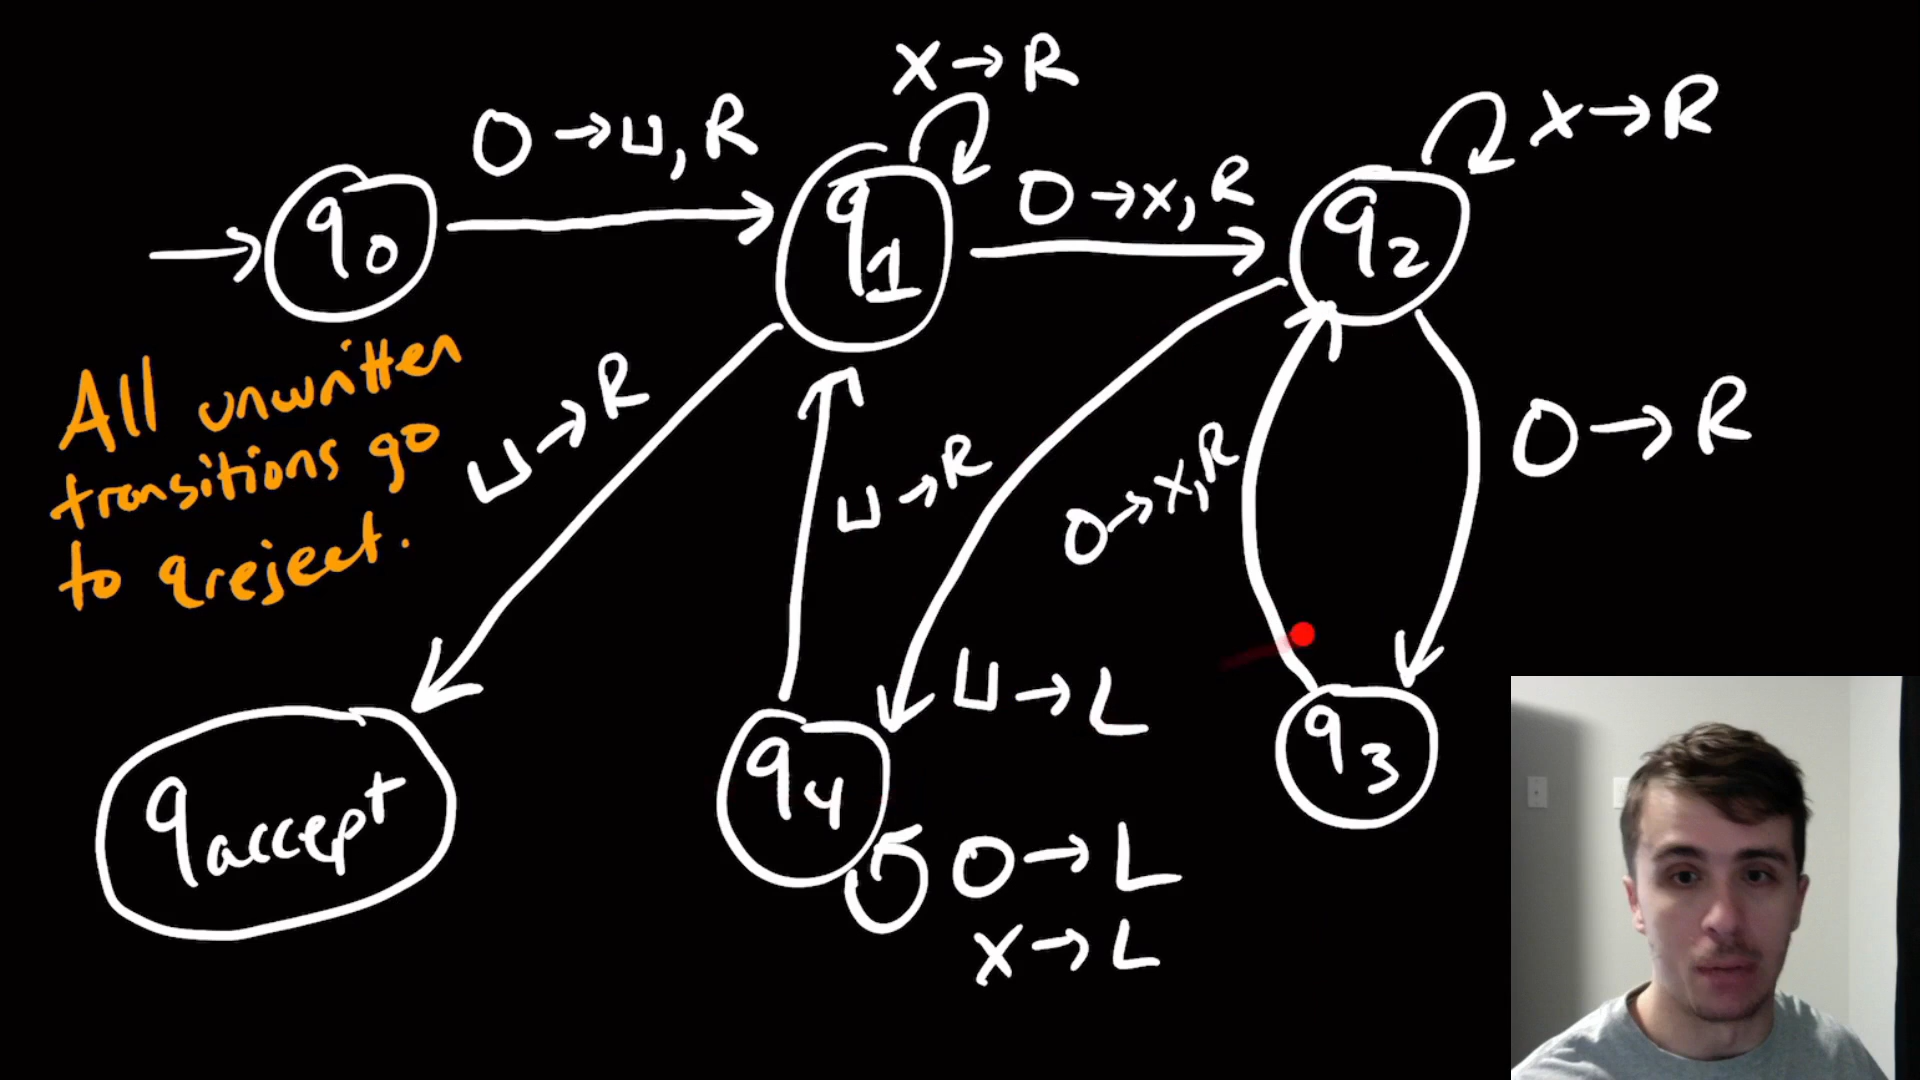 x→R
0→⊔,R
x→R
0→x,R
q0
q1
q2
All unwritten
transitions go
to qreject.
⊔→R
⊔→R
0→x,R
0→R
⊔→L
qaccept
q4
q3
0→L
x→L